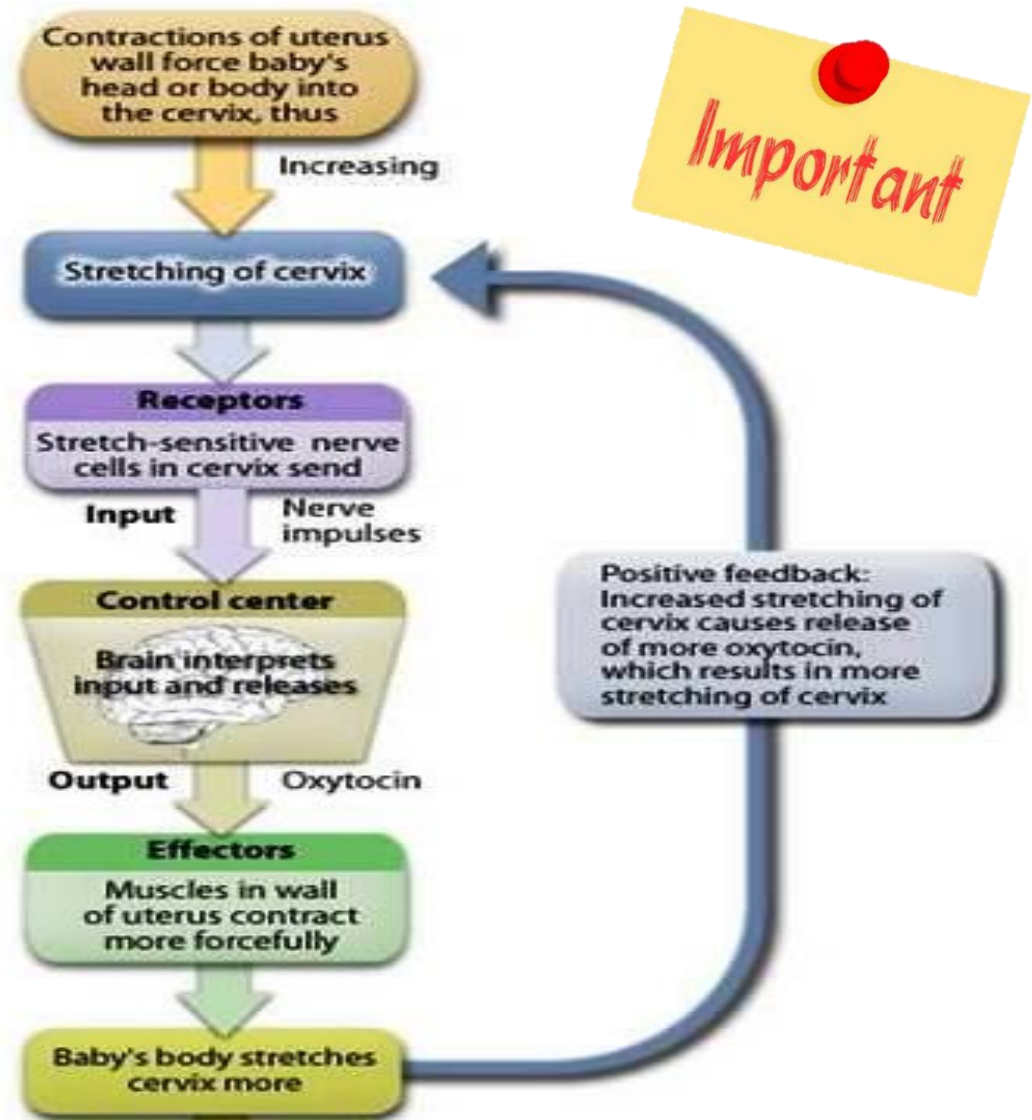 Contractions of uterus
wall force baby's
head or body into
the cervix, thus
Increasing
Important
Stretching of cervix
Receptors
Stretch-sensitive nerve
cells in cervix send
Input
Nerve
impulses
Control center
Brain interprets
input and releases
Output
Oxytocin
Effectors
Muscles in wall
of uterus contract
more forcefully
Baby's body stretches
cervix more
Positive feedback:
Increased stretching of
cervix causes release
of more oxytocin,
which results in more
stretching of cervix